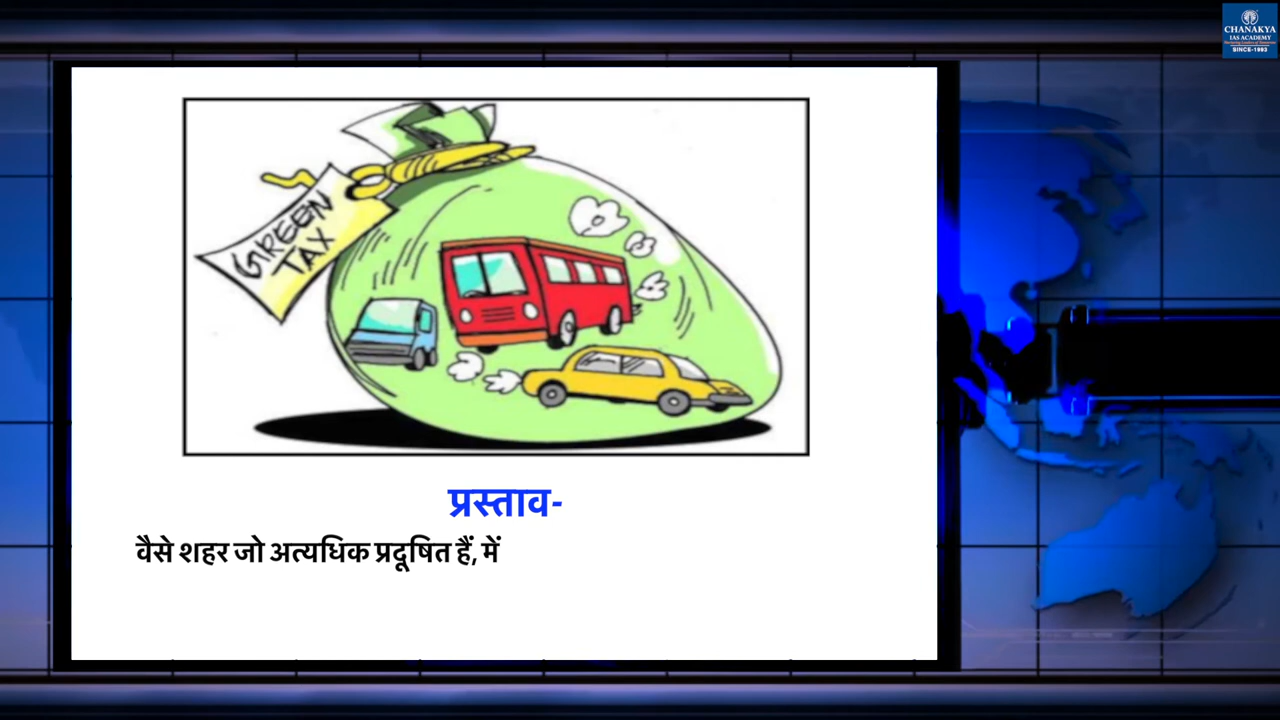 CHANAKYA
IAS ACADEMY
SINCE-1993
GREEN
TAX
प्रस्ताव-
वैसे शहर जो अत्यधिक प्रदूषित हैं, में